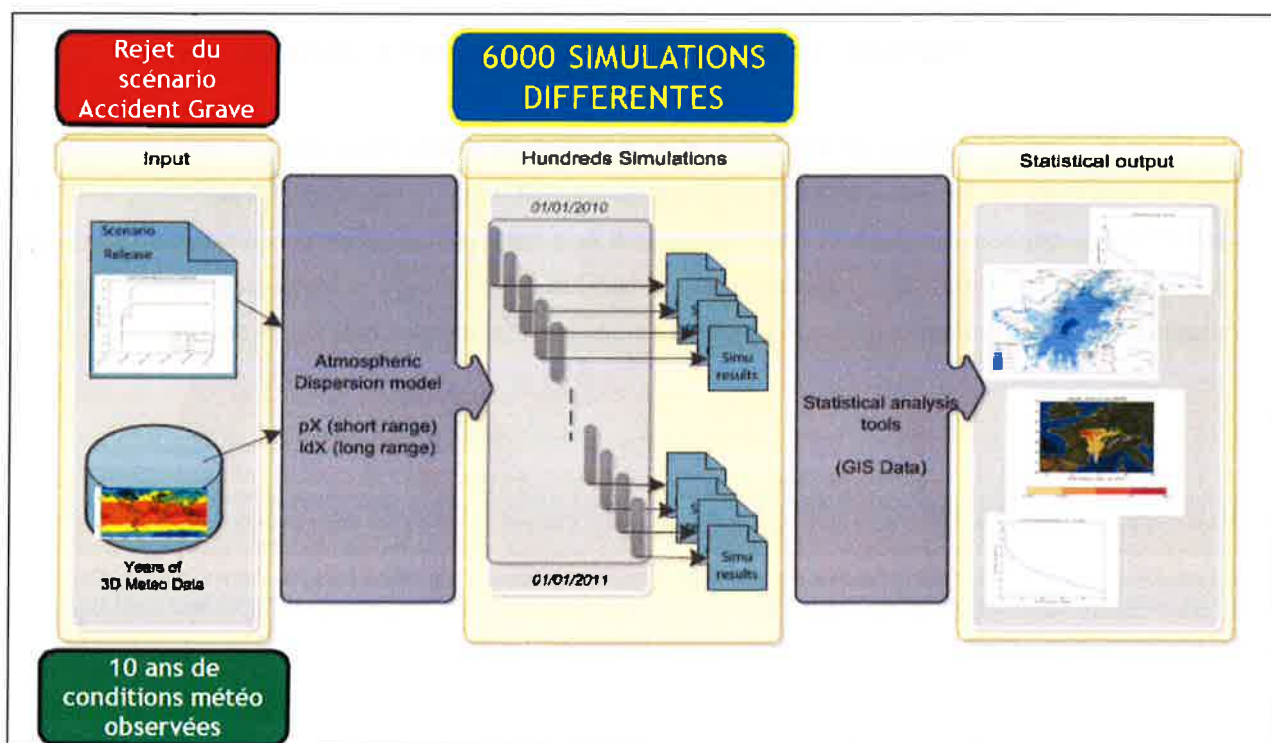 Rejet du
scénario
Accident Grave
6000 SIMULATIONS
DIFFERENTES
Input
Hundreds Simulations
Statistical output
Scenario
Release
01/01/2010
Atmospheric
Dispersion model
pX (short range)
ldX (long range)
Simu
results
Statistical analysis
tools
(GIS Data)
Simu
results
Years of
3D Meteo Data
01/01/2011
10 ans de
conditions météo
observées